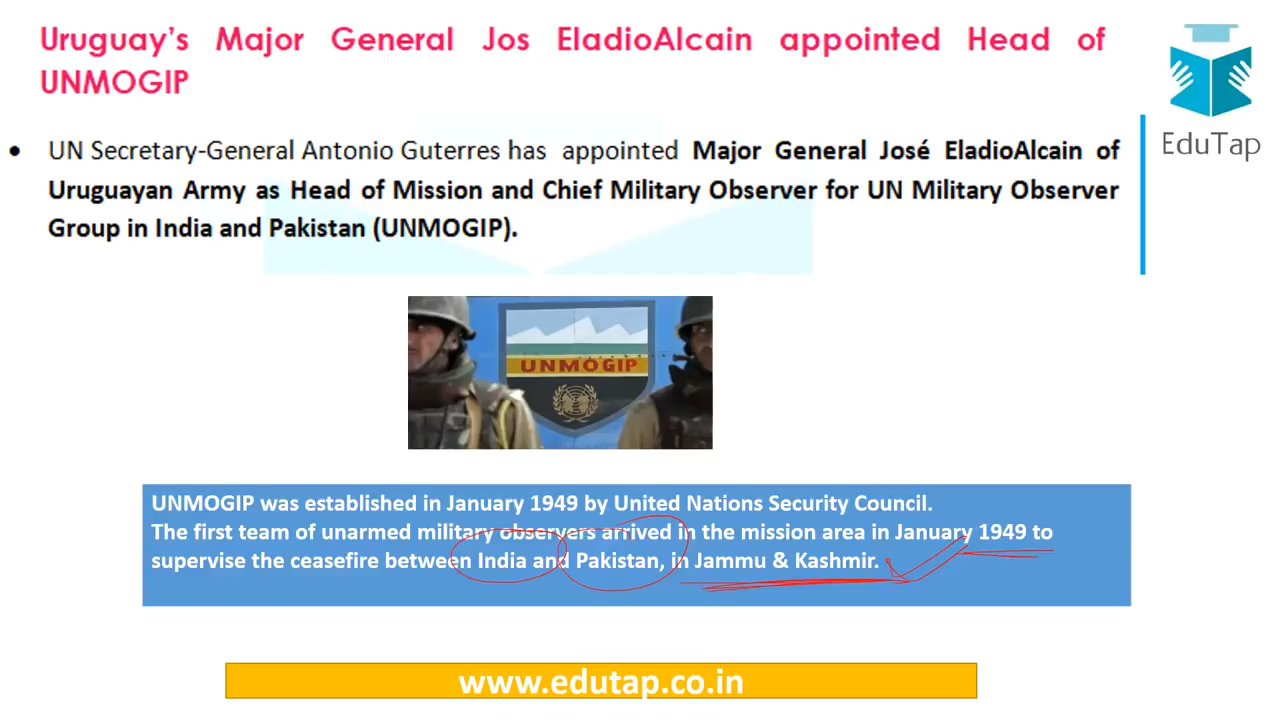 Uruguay's Major General Jos EladioAlcain appointed Head of
UNMOGIP
EduTap
• UN Secretary-General Antonio Guterres has appointed Major General José EladioAlcain of
Uruguayan Army as Head of Mission and Chief Military Observer for UN Military Observer
Group in India and Pakistan (UNMOGIP).
UNMOGIP
UNMOGIP was established in January 1949 by United Nations Security Council.
The first team of unarmed military observers arrived in the mission area in January 1949 to
supervise the ceasefire between India and Pakistan, in Jammu & Kashmir.
www.edutap.co.in